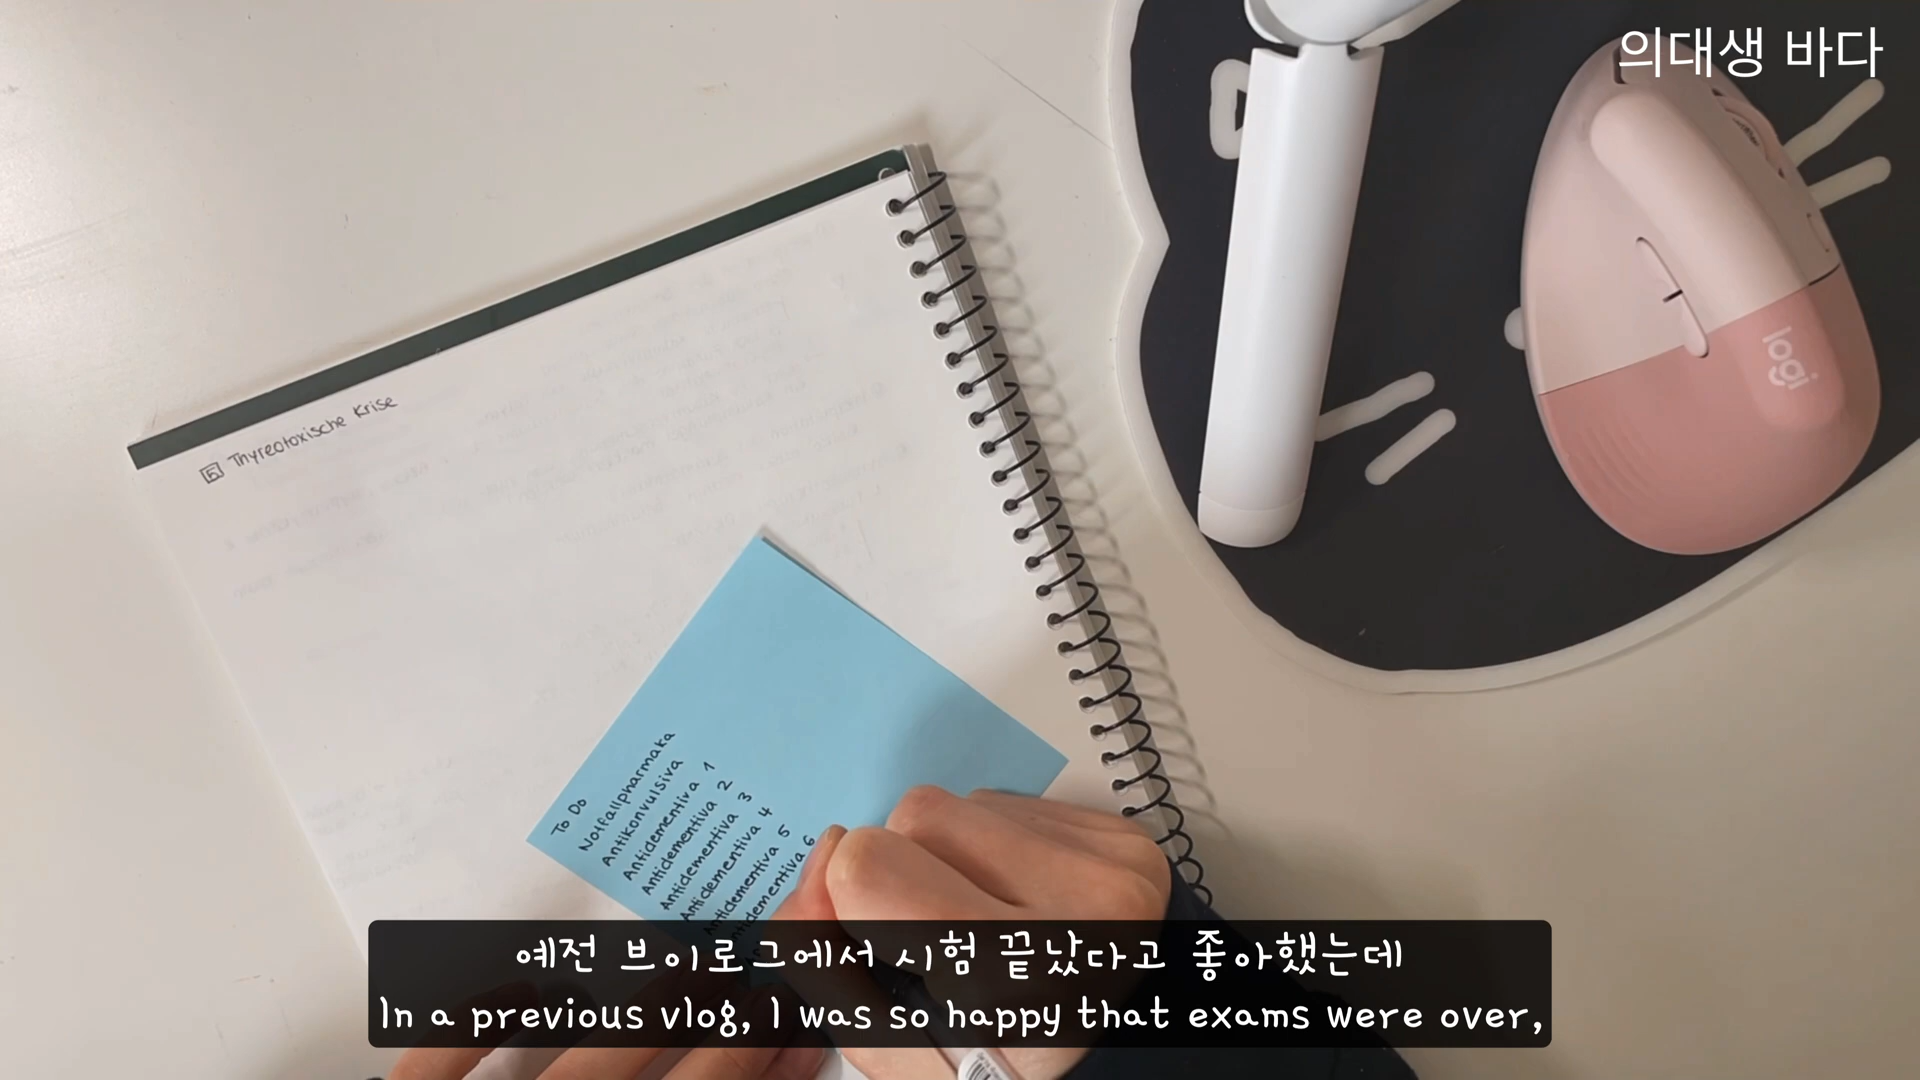 의대생 바다
logi
5 Thyreotoxische Krise
To Do
Notfallpharmaka
Antikonvulsiva
Antidementiva 1
Antidementiva 2
Antidementiva 3
Antidementiva 4
Antidementiva 5
Antidementiva 6
예전 브이로그에서 시험 끝났다고 좋아했는데
In a previous vlog, I was so happy that exams were over,